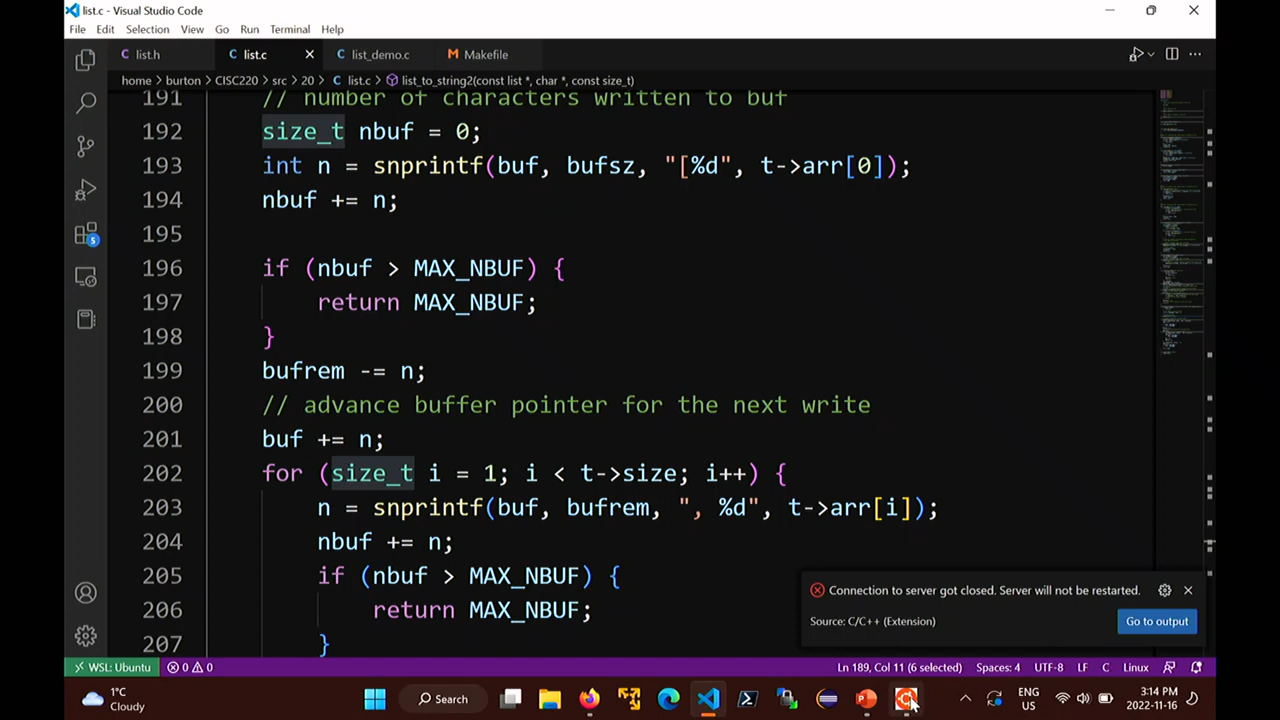 list.c - Visual Studio Code
File Edit Selection View Go Run Terminal Help
list.h list.c list_demo.c M Makefile
home > burton > CISC220 > src > 20 > list.c > list_to_string2(const list *, char *, const size_t)
191 // number of characters written to buf
192 size_t nbuf = 0;
193 int n = snprintf(buf, bufsz, "[%d", t->arr[0]);
194 nbuf += n;
195
196 if (nbuf > MAX_NBUF) {
197 return MAX_NBUF;
198 }
199 bufrem -= n;
200 // advance buffer pointer for the next write
201 buf += n;
202 for (size_t i = 1; i < t->size; i++) {
203 n = snprintf(buf, bufrem, ", %d", t->arr[i]);
204 nbuf += n;
205 if (nbuf > MAX_NBUF) {
206 return MAX_NBUF;
207 }
5
Connection to server got closed. Server will not be restarted.
Source: C/C++ (Extension) Go to output
WSL: Ubuntu 0 0 Ln 189, Col 11 (6 selected) Spaces: 4 UTF-8 LF C Linux
1°C
Cloudy
Search
ENG
US
3:14 PM
2022-11-16